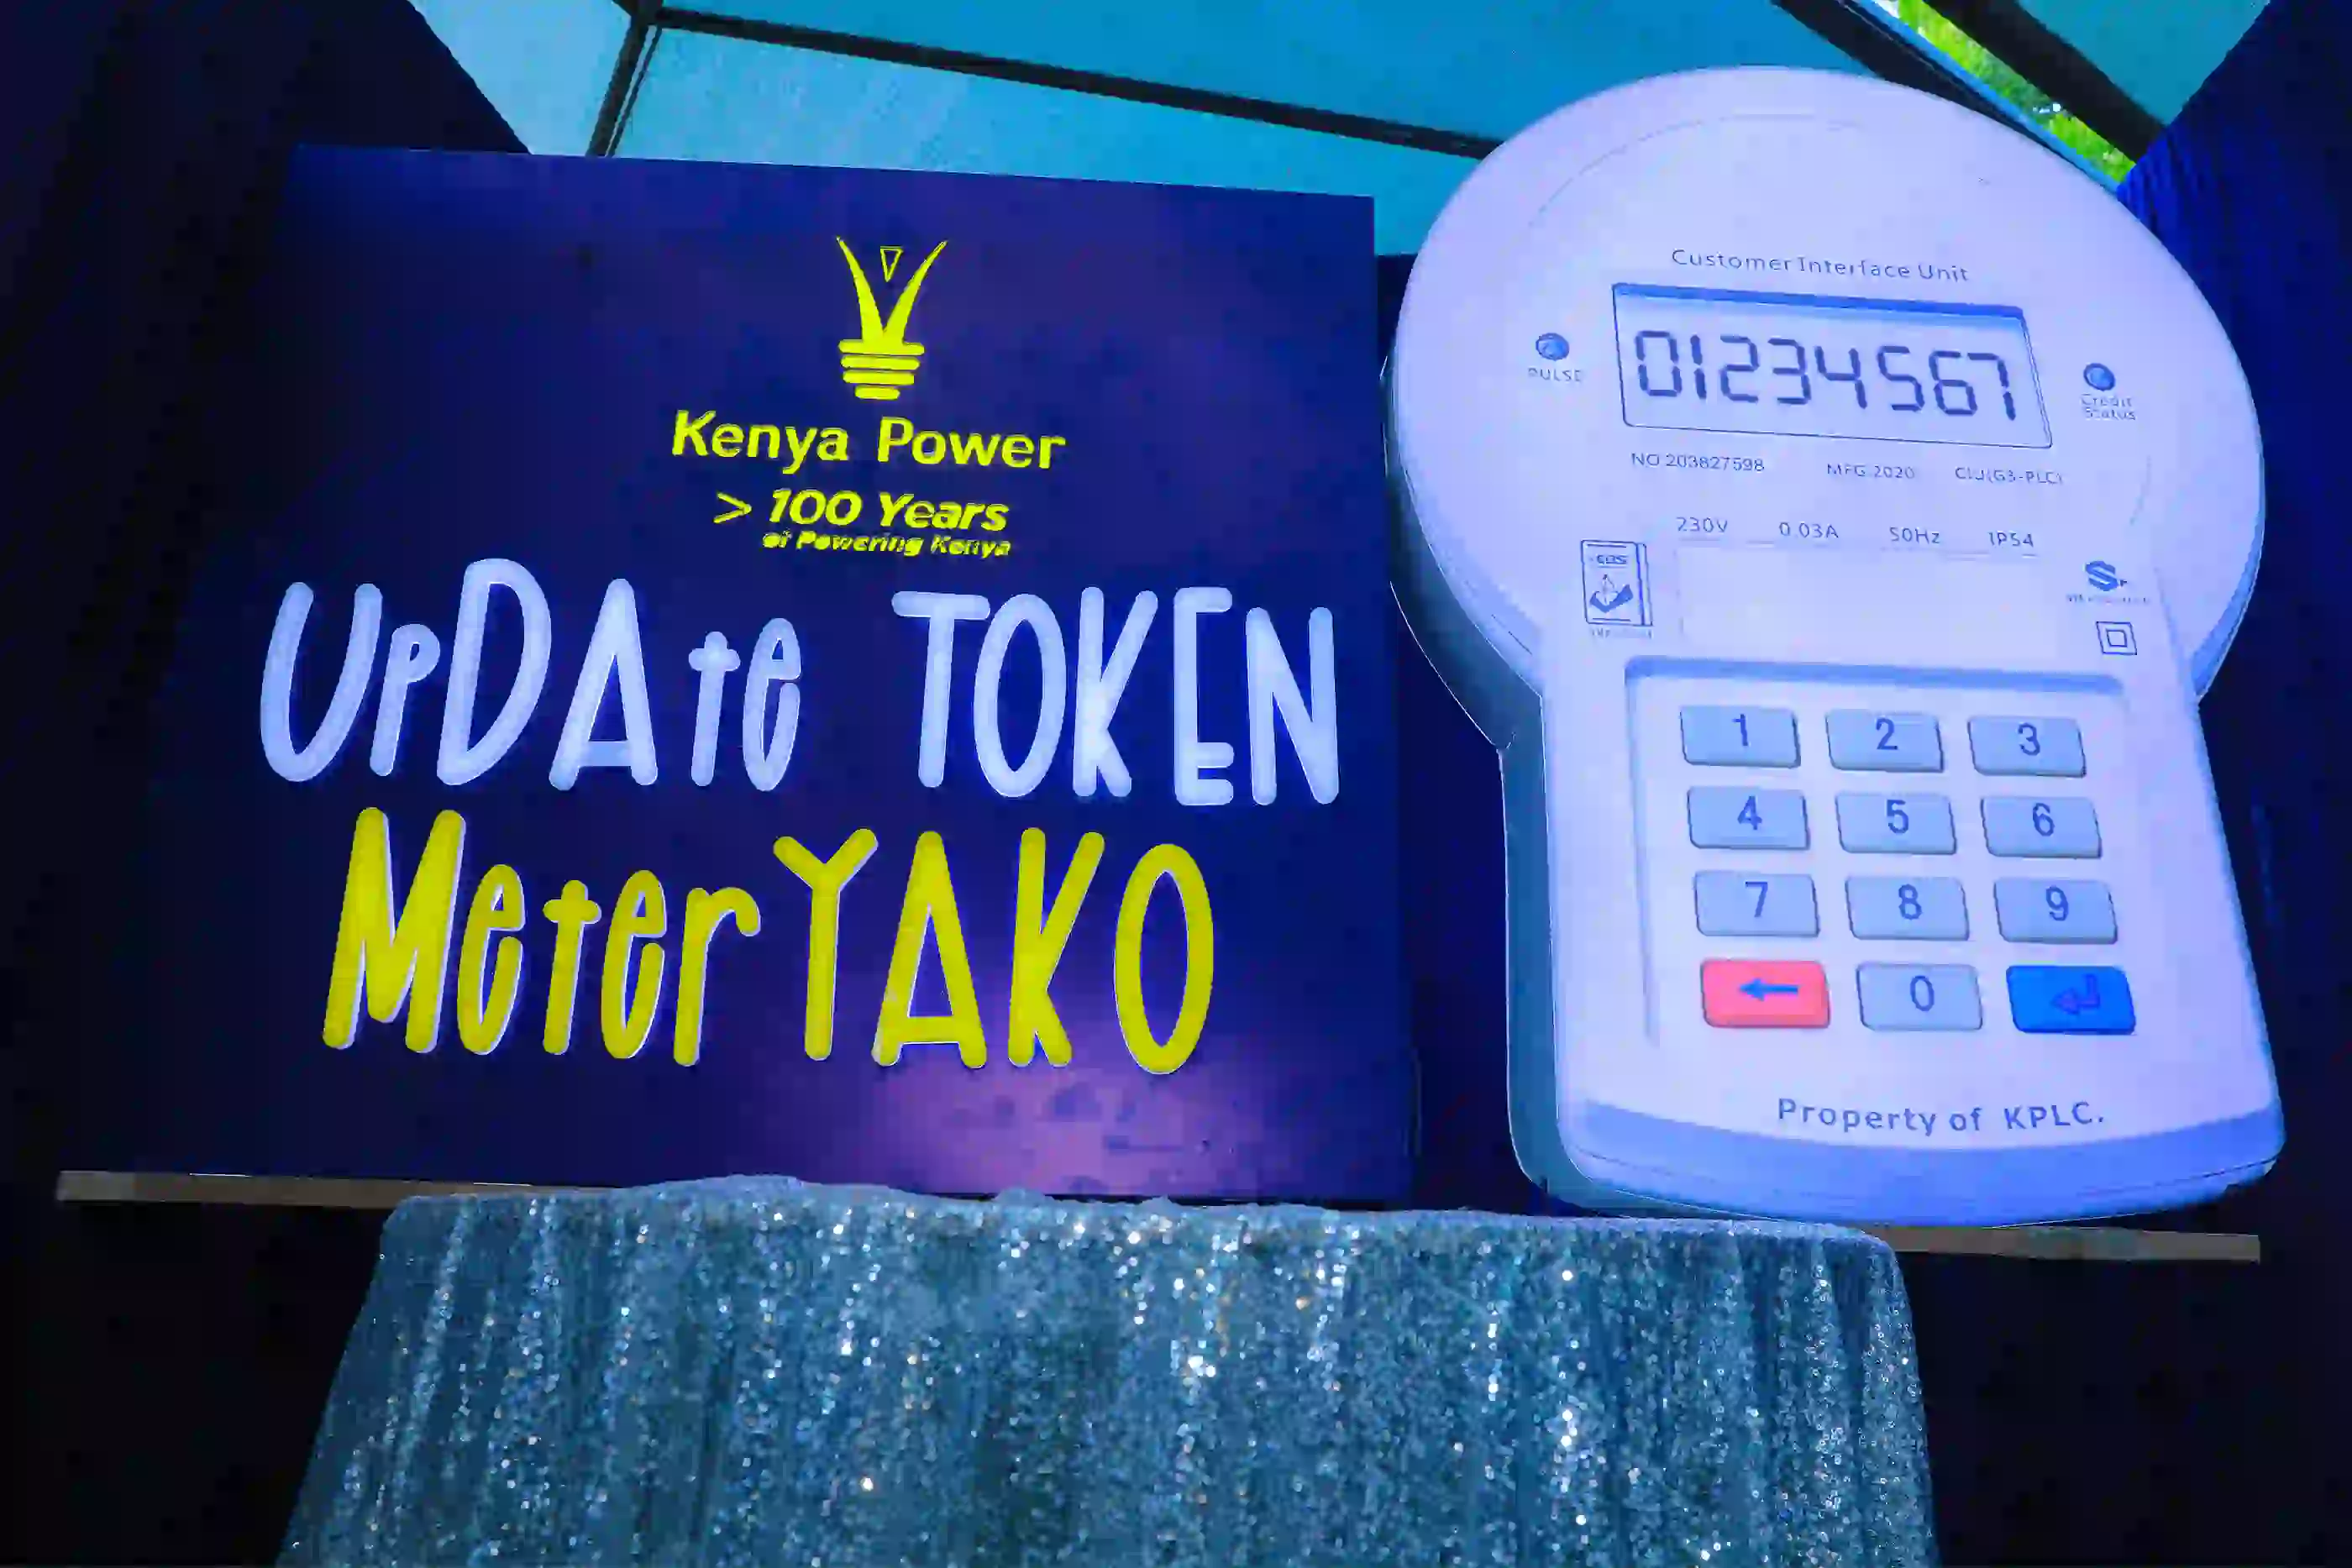 Kenya Power
> 100 Years
of Powering Kenya
UpDAte TOKEN
Meter YAKO
Customer Interface Unit
01234567
PULSE
Credit
Status
NO 203827598 MFG.2020 CIU(G3-PLC)
230V 0.03A 50Hz IP54
1 2 3
4 5 6
7 8 9
← 0 ↵
Property of KPLC.